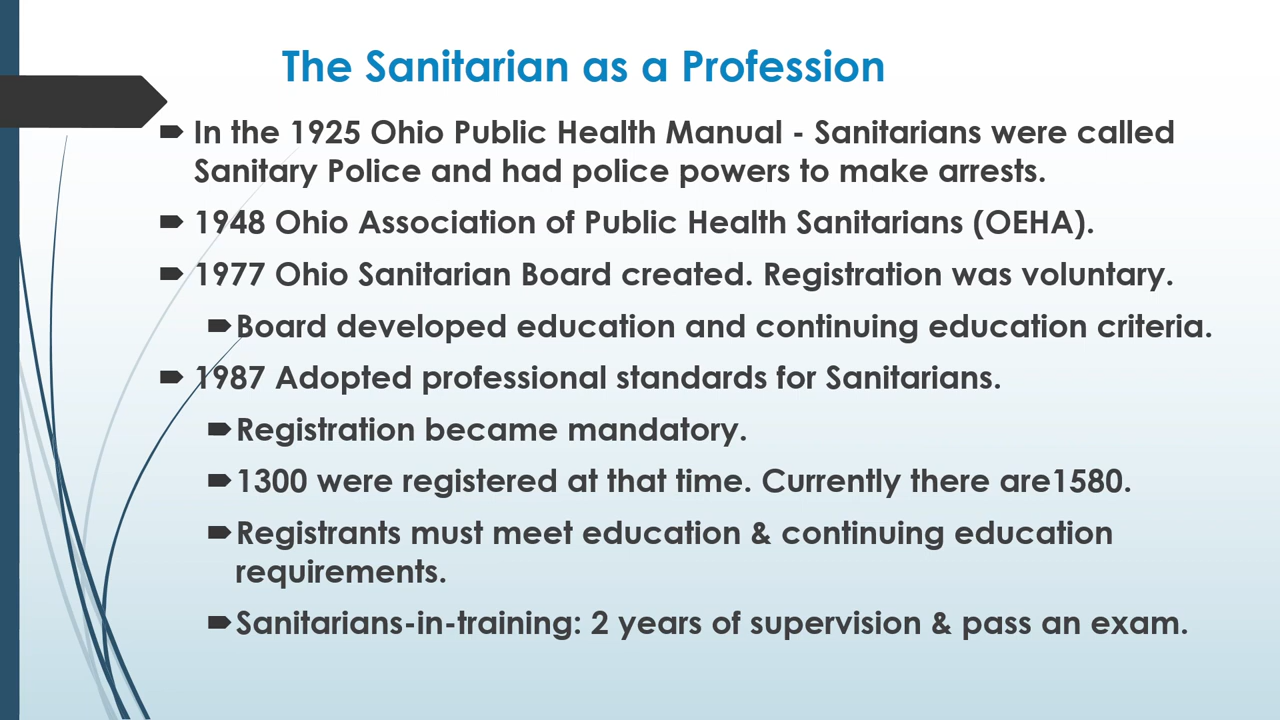 The Sanitarian as a Profession
In the 1925 Ohio Public Health Manual - Sanitarians were called
Sanitary Police and had police powers to make arrests.
1948 Ohio Association of Public Health Sanitarians (OEHA).
1977 Ohio Sanitarian Board created. Registration was voluntary.
Board developed education and continuing education criteria.
1987 Adopted professional standards for Sanitarians.
Registration became mandatory.
1300 were registered at that time. Currently there are1580.
Registrants must meet education & continuing education
requirements.
Sanitarians-in-training: 2 years of supervision & pass an exam.